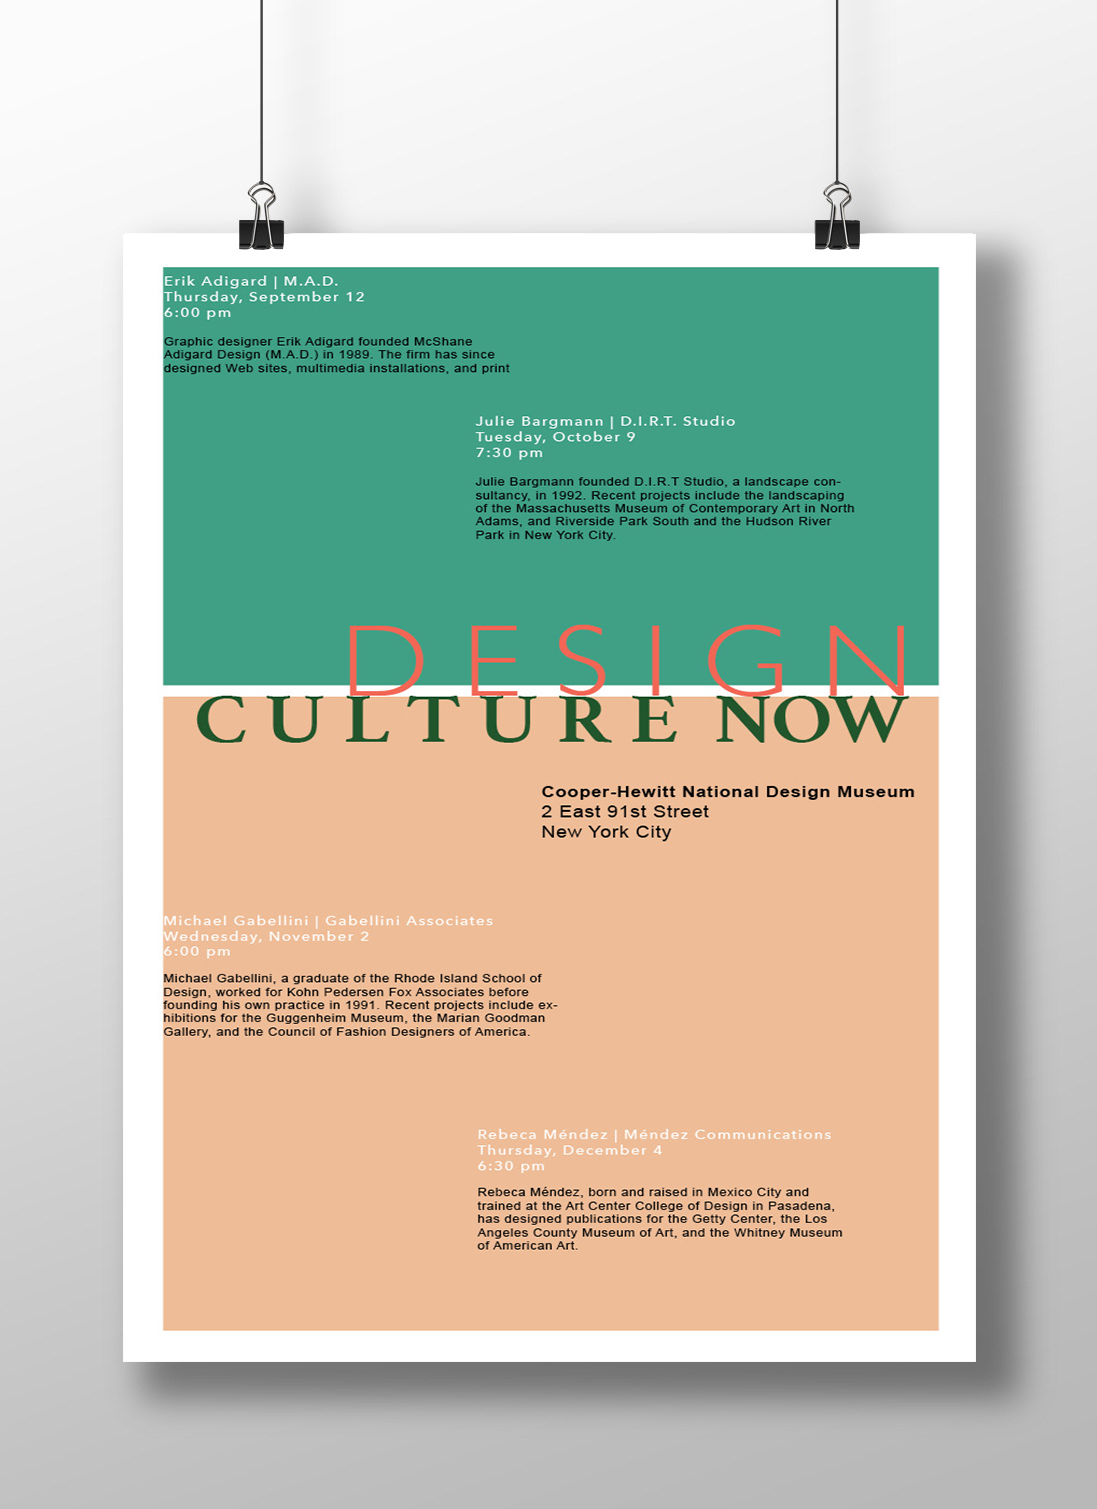 Erik Adigard | M.A.D.
Thursday, September 12
6:00 pm
Graphic designer Erik Adigard founded McShane
Adigard Design (M.A.D.) in 1989. The firm has since
designed Web sites, multimedia installations, and print
Julie Bargmann | D.I.R.T. Studio
Tuesday, October 9
7:30 pm
Julie Bargmann founded D.I.R.T Studio, a landscape con-
sultancy, in 1992. Recent projects include the landscaping
of the Massachusetts Museum of Contemporary Art in North
Adams, and Riverside Park South and the Hudson River
Park in New York City.
DESIGN
CULTURE NOW
Cooper-Hewitt National Design Museum
2 East 91st Street
New York City
Michael Gabellini | Gabellini Associates
Wednesday, November 2
6:00 pm
Michael Gabellini, a graduate of the Rhode Island School of
Design, worked for Kohn Pedersen Fox Associates before
founding his own practice in 1991. Recent projects include ex-
hibitions for the Guggenheim Museum, the Marian Goodman
Gallery, and the Council of Fashion Designers of America.
Rebeca Méndez | Méndez Communications
Thursday, December 4
6:30 pm
Rebeca Méndez, born and raised in Mexico City and
trained at the Art Center College of Design in Pasadena,
has designed publications for the Getty Center, the Los
Angeles County Museum of Art, and the Whitney Museum
of American Art.